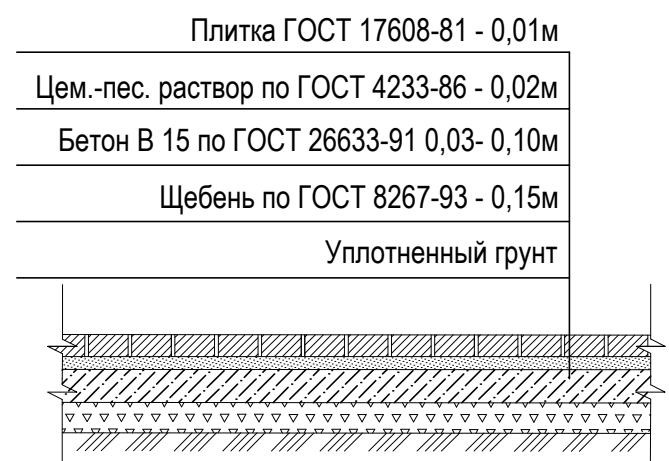 Плитка ГОСТ 17608-81 - 0,01м
Цем.-пес. раствор по ГОСТ 4233-86 - 0,02м
Бетон В 15 по ГОСТ 26633-91 0,03- 0,10м
Щебень по ГОСТ 8267-93 - 0,15м
Уплотненный грунт